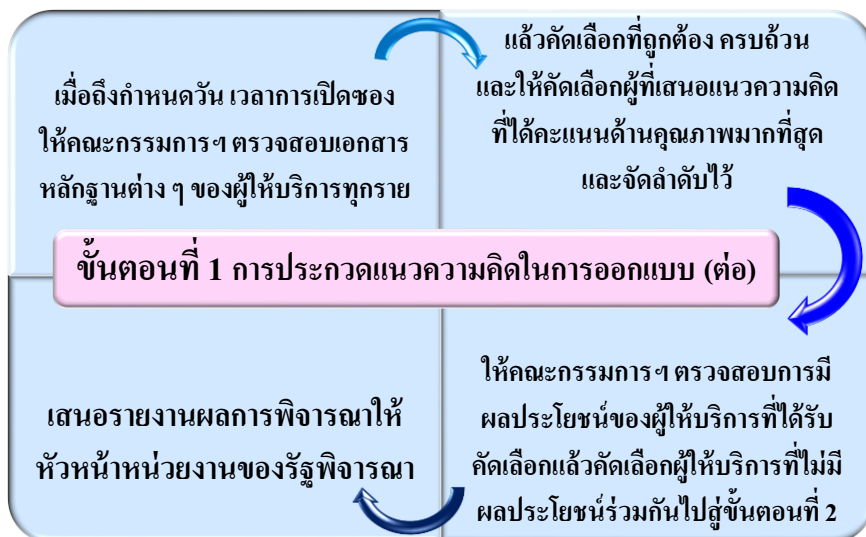 เมื่อถึงกำหนดวัน เวลาการเปิดซอง
ให้คณะกรรมการฯ ตรวจสอบเอกสาร
หลักฐานต่าง ๆ ของผู้ให้บริการทุกราย
แล้วคัดเลือกที่ถูกต้อง ครบถ้วน
และให้คัดเลือกผู้ที่เสนอแนวความคิด
ที่ได้คะแนนด้านคุณภาพมากที่สุด
และจัดลำดับไว้
ขั้นตอนที่ 1 การประกวดแนวความคิดในการออกแบบ (ต่อ)
ให้คณะกรรมการฯ ตรวจสอบการมี
ผลประโยชน์ของผู้ให้บริการที่ได้รับ
คัดเลือกแล้วคัดเลือกผู้ให้บริการที่ไม่มี
ผลประโยชน์ร่วมกันไปสู่ขั้นตอนที่ 2
เสนอรายงานผลการพิจารณาให้
หัวหน้าหน่วยงานของรัฐพิจารณา